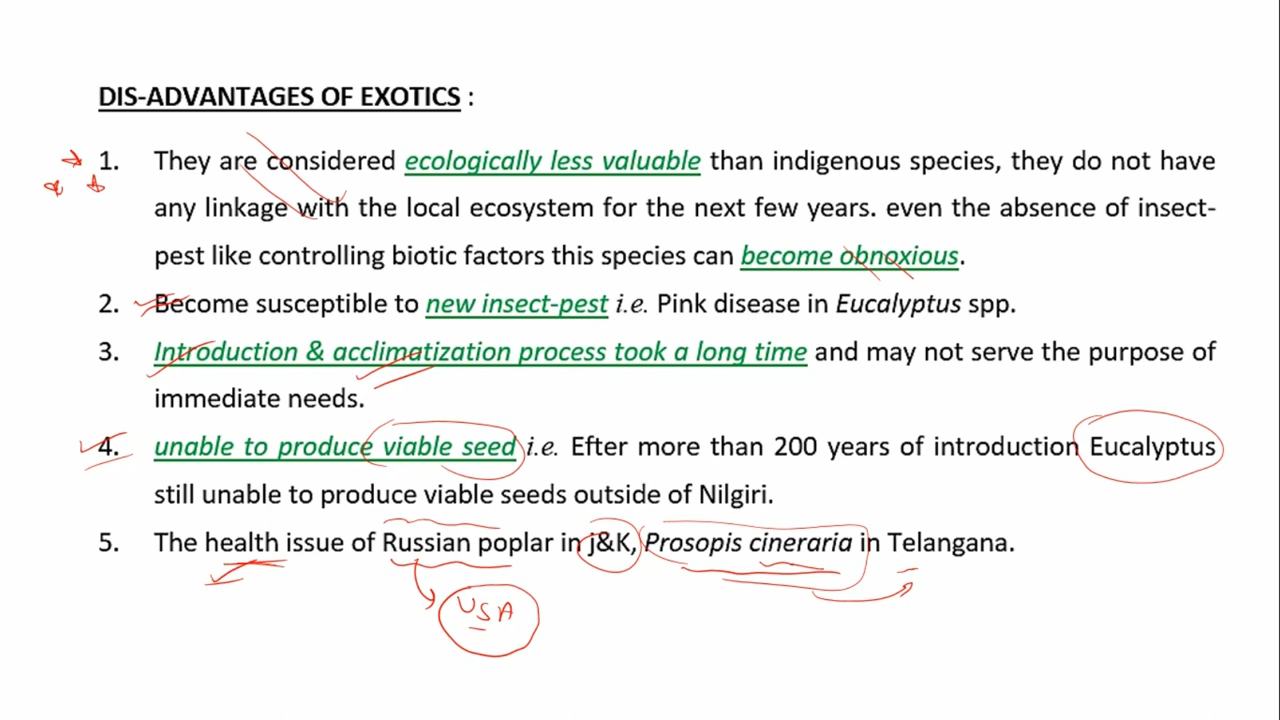 DIS-ADVANTAGES OF EXOTICS :
1. They are considered ecologically less valuable than indigenous species, they do not have
any linkage with the local ecosystem for the next few years. even the absence of insect-
pest like controlling biotic factors this species can become obnoxious.
2. Become susceptible to new insect-pest i.e. Pink disease in Eucalyptus spp.
3. Introduction & acclimatization process took a long time and may not serve the purpose of
immediate needs.
4. unable to produce viable seed i.e. Efter more than 200 years of introduction Eucalyptus
still unable to produce viable seeds outside of Nilgiri.
5. The health issue of Russian poplar in j&K, Prosopis cineraria in Telangana.
USA